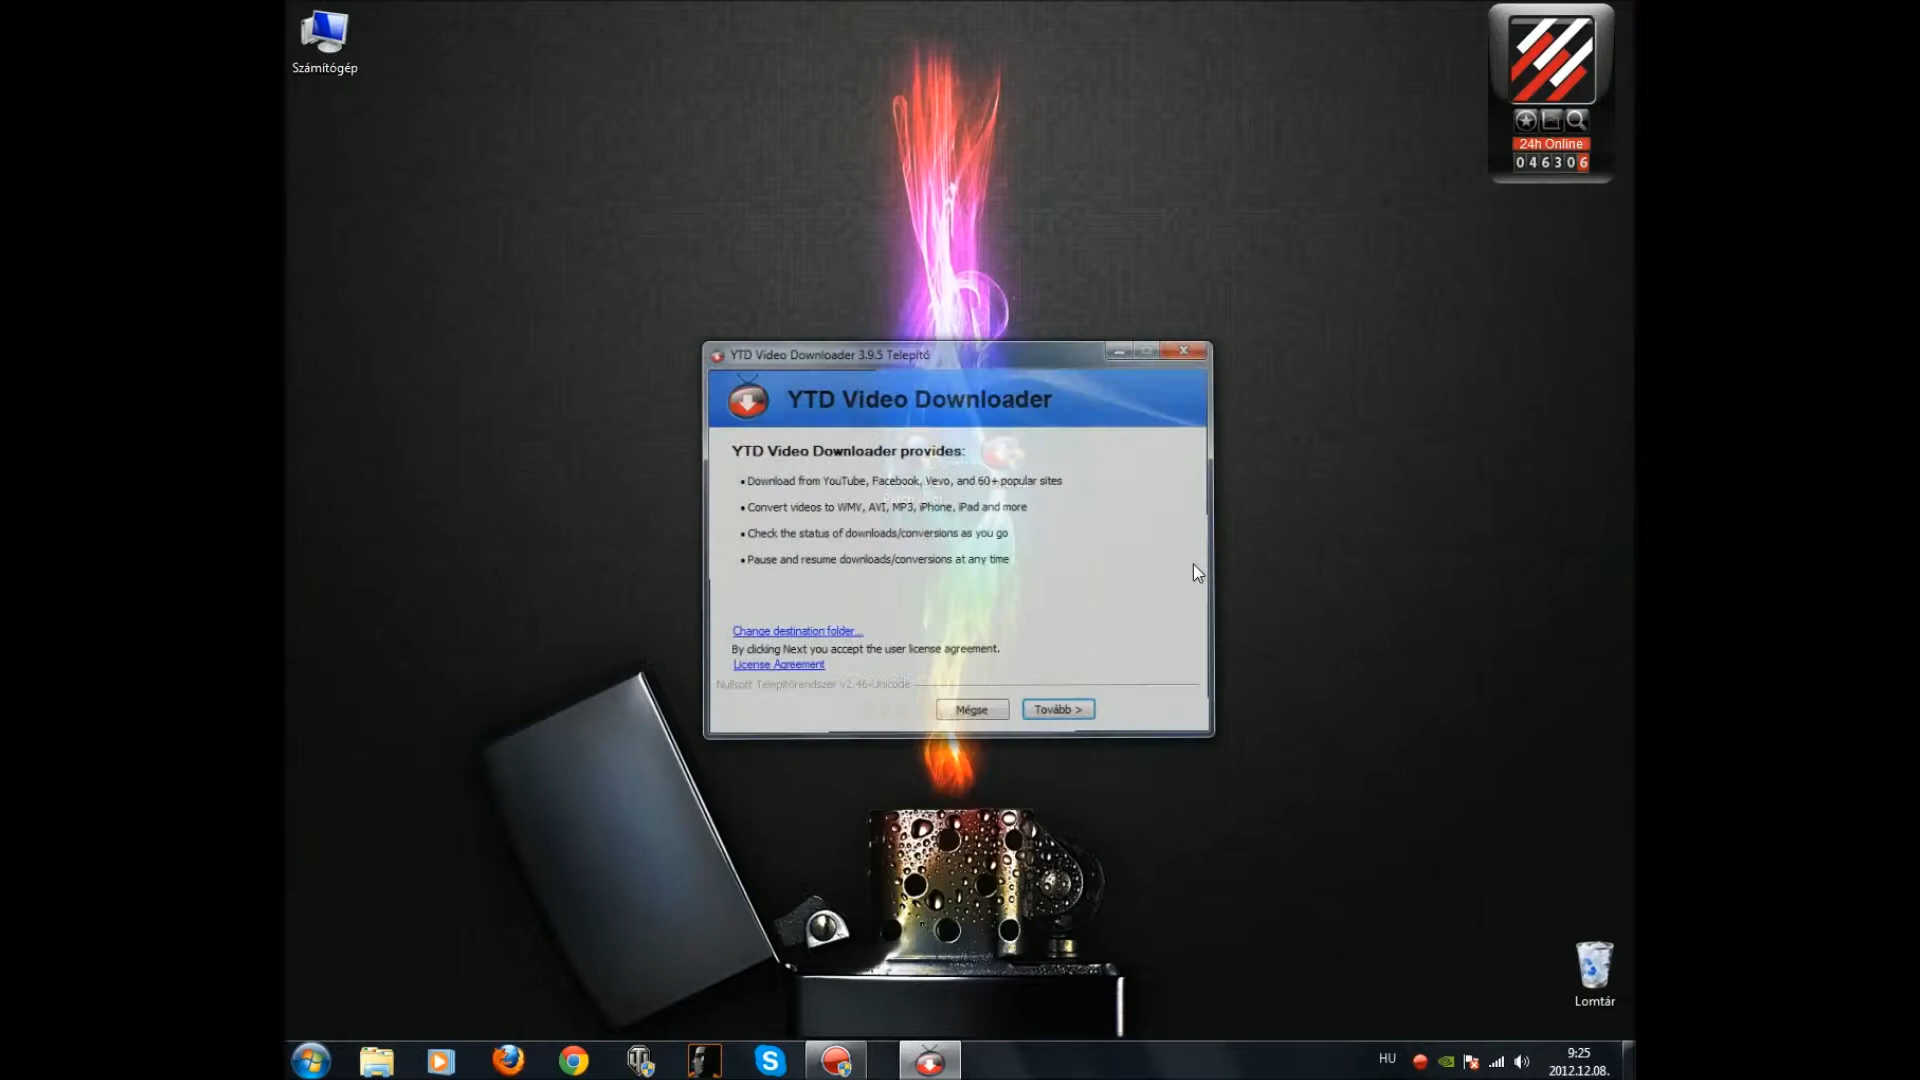 Számítógép
24h Online
046306
YTD Video Downloader 3.9.5 Telepítő
YTD Video Downloader
YTD Video Downloader provides:
• Download from YouTube, Facebook, Vevo, and 60+ popular sites
• Convert videos to WMV, AVI, MP3, iPhone, iPad and more
• Check the status of downloads/conversions as you go
• Pause and resume downloads/conversions at any time
Change destination folder...
By clicking Next you accept the user license agreement.
License Agreement
Nullsoft Telepítőrendszer v2.46-Unicode
Mégse
Tovább >
Lomtár
HU
9:25
2012.12.08.